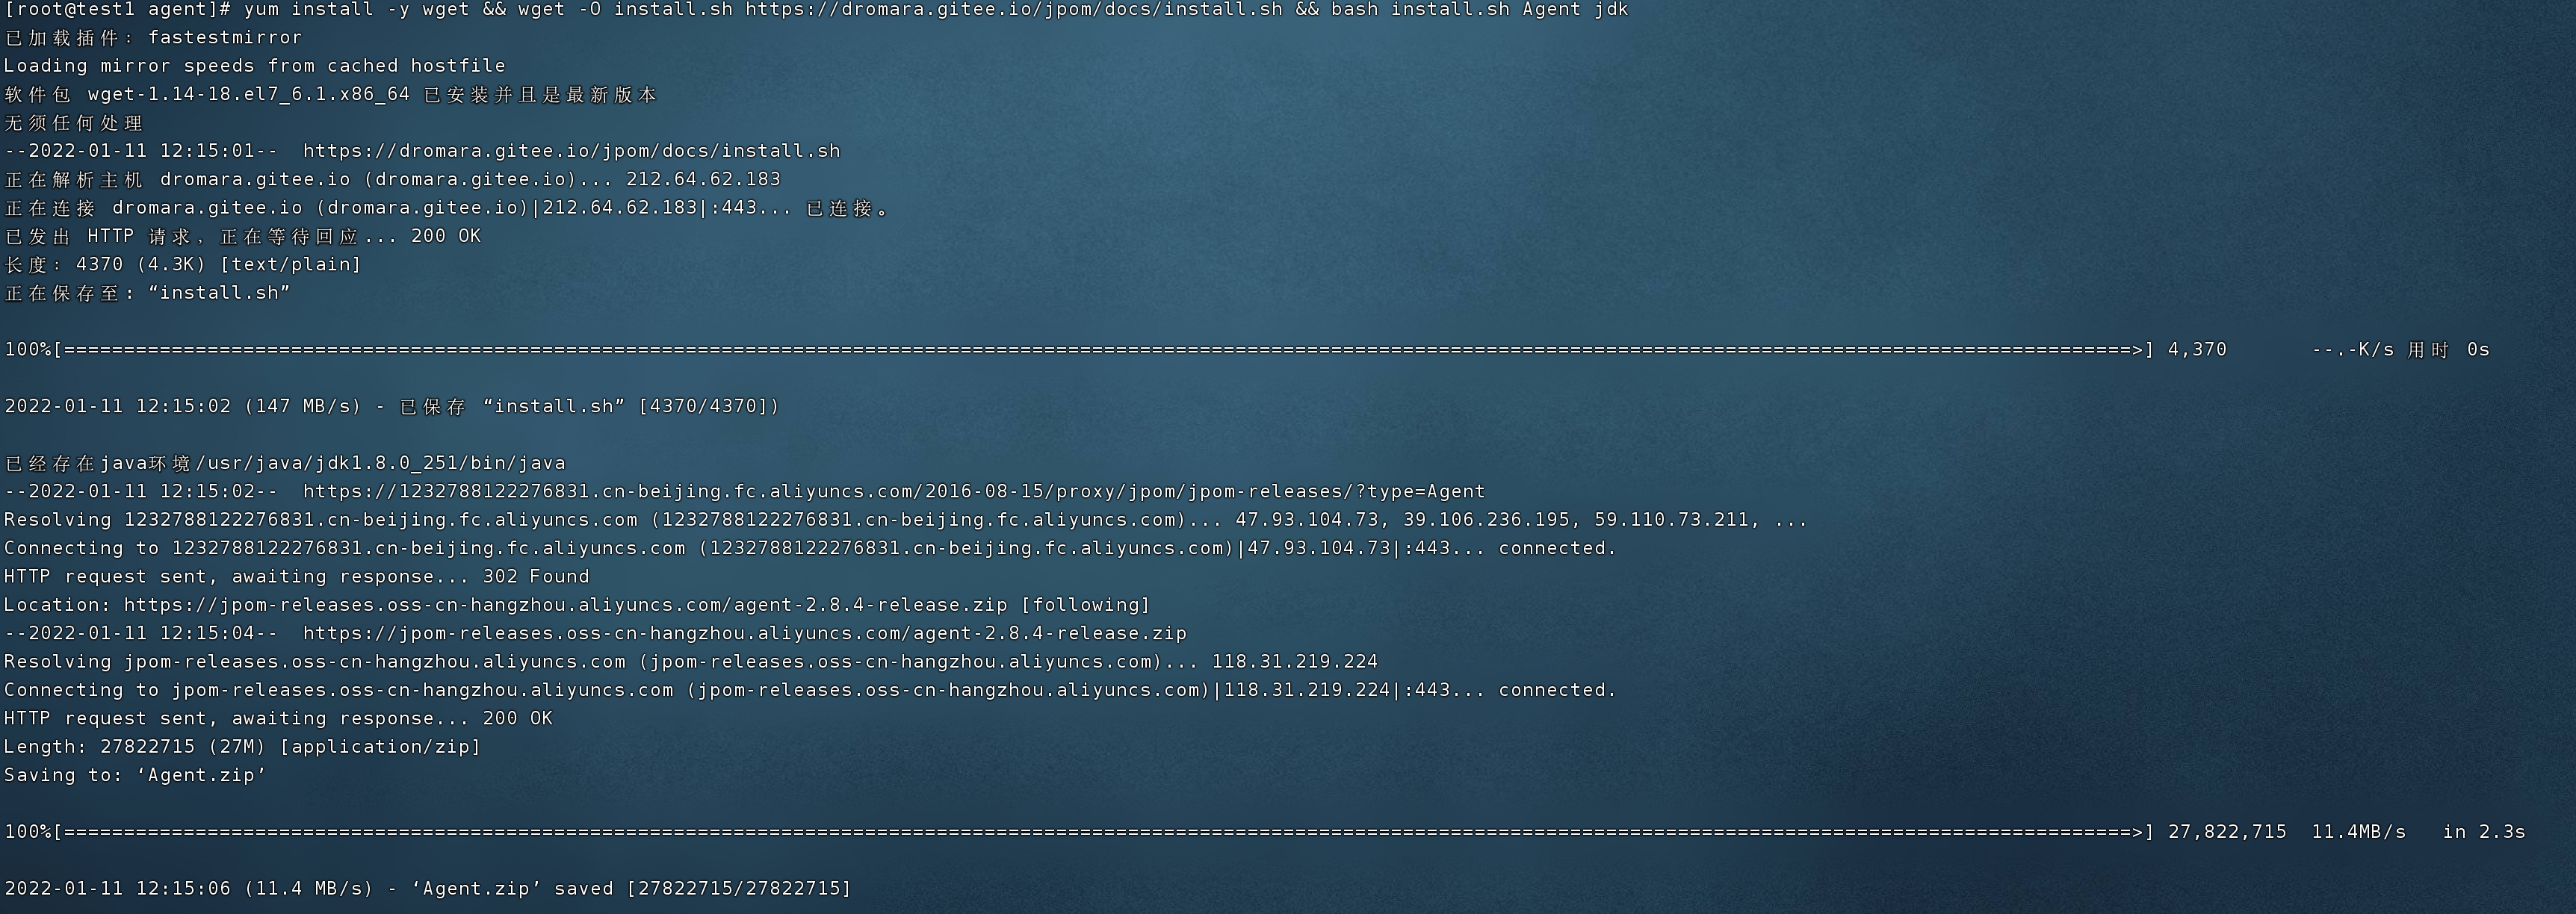 [root@test1 agent]# yum install -y wget && wget -O install.sh https://dromara.gitee.io/jpom/docs/install.sh && bash install.sh Agent jdk
已加载插件：fastestmirror
Loading mirror speeds from cached hostfile
软件包 wget-1.14-18.el7_6.1.x86_64 已安装并且是最新版本
无须任何处理
--2022-01-11 12:15:01--  https://dromara.gitee.io/jpom/docs/install.sh
正在解析主机 dromara.gitee.io (dromara.gitee.io)... 212.64.62.183
正在连接 dromara.gitee.io (dromara.gitee.io)|212.64.62.183|:443... 已连接。
已发出 HTTP 请求，正在等待回应... 200 OK
长度：4370 (4.3K) [text/plain]
正在保存至: “install.sh”
100%[==============================================================================================================================================================================>] 4,370       --.-K/s 用时 0s
2022-01-11 12:15:02 (147 MB/s) - 已保存 “install.sh” [4370/4370])
已经存在java环境/usr/java/jdk1.8.0_251/bin/java
--2022-01-11 12:15:02--  https://1232788122276831.cn-beijing.fc.aliyuncs.com/2016-08-15/proxy/jpom/jpom-releases/?type=Agent
Resolving 1232788122276831.cn-beijing.fc.aliyuncs.com (1232788122276831.cn-beijing.fc.aliyuncs.com)... 47.93.104.73, 39.106.236.195, 59.110.73.211, ...
Connecting to 1232788122276831.cn-beijing.fc.aliyuncs.com (1232788122276831.cn-beijing.fc.aliyuncs.com)|47.93.104.73|:443... connected.
HTTP request sent, awaiting response... 302 Found
Location: https://jpom-releases.oss-cn-hangzhou.aliyuncs.com/agent-2.8.4-release.zip [following]
--2022-01-11 12:15:04--  https://jpom-releases.oss-cn-hangzhou.aliyuncs.com/agent-2.8.4-release.zip
Resolving jpom-releases.oss-cn-hangzhou.aliyuncs.com (jpom-releases.oss-cn-hangzhou.aliyuncs.com)... 118.31.219.224
Connecting to jpom-releases.oss-cn-hangzhou.aliyuncs.com (jpom-releases.oss-cn-hangzhou.aliyuncs.com)|118.31.219.224|:443... connected.
HTTP request sent, awaiting response... 200 OK
Length: 27822715 (27M) [application/zip]
Saving to: ‘Agent.zip’
100%[==============================================================================================================================================================================>] 27,822,715  11.4MB/s   in 2.3s
2022-01-11 12:15:06 (11.4 MB/s) - ‘Agent.zip’ saved [27822715/27822715]